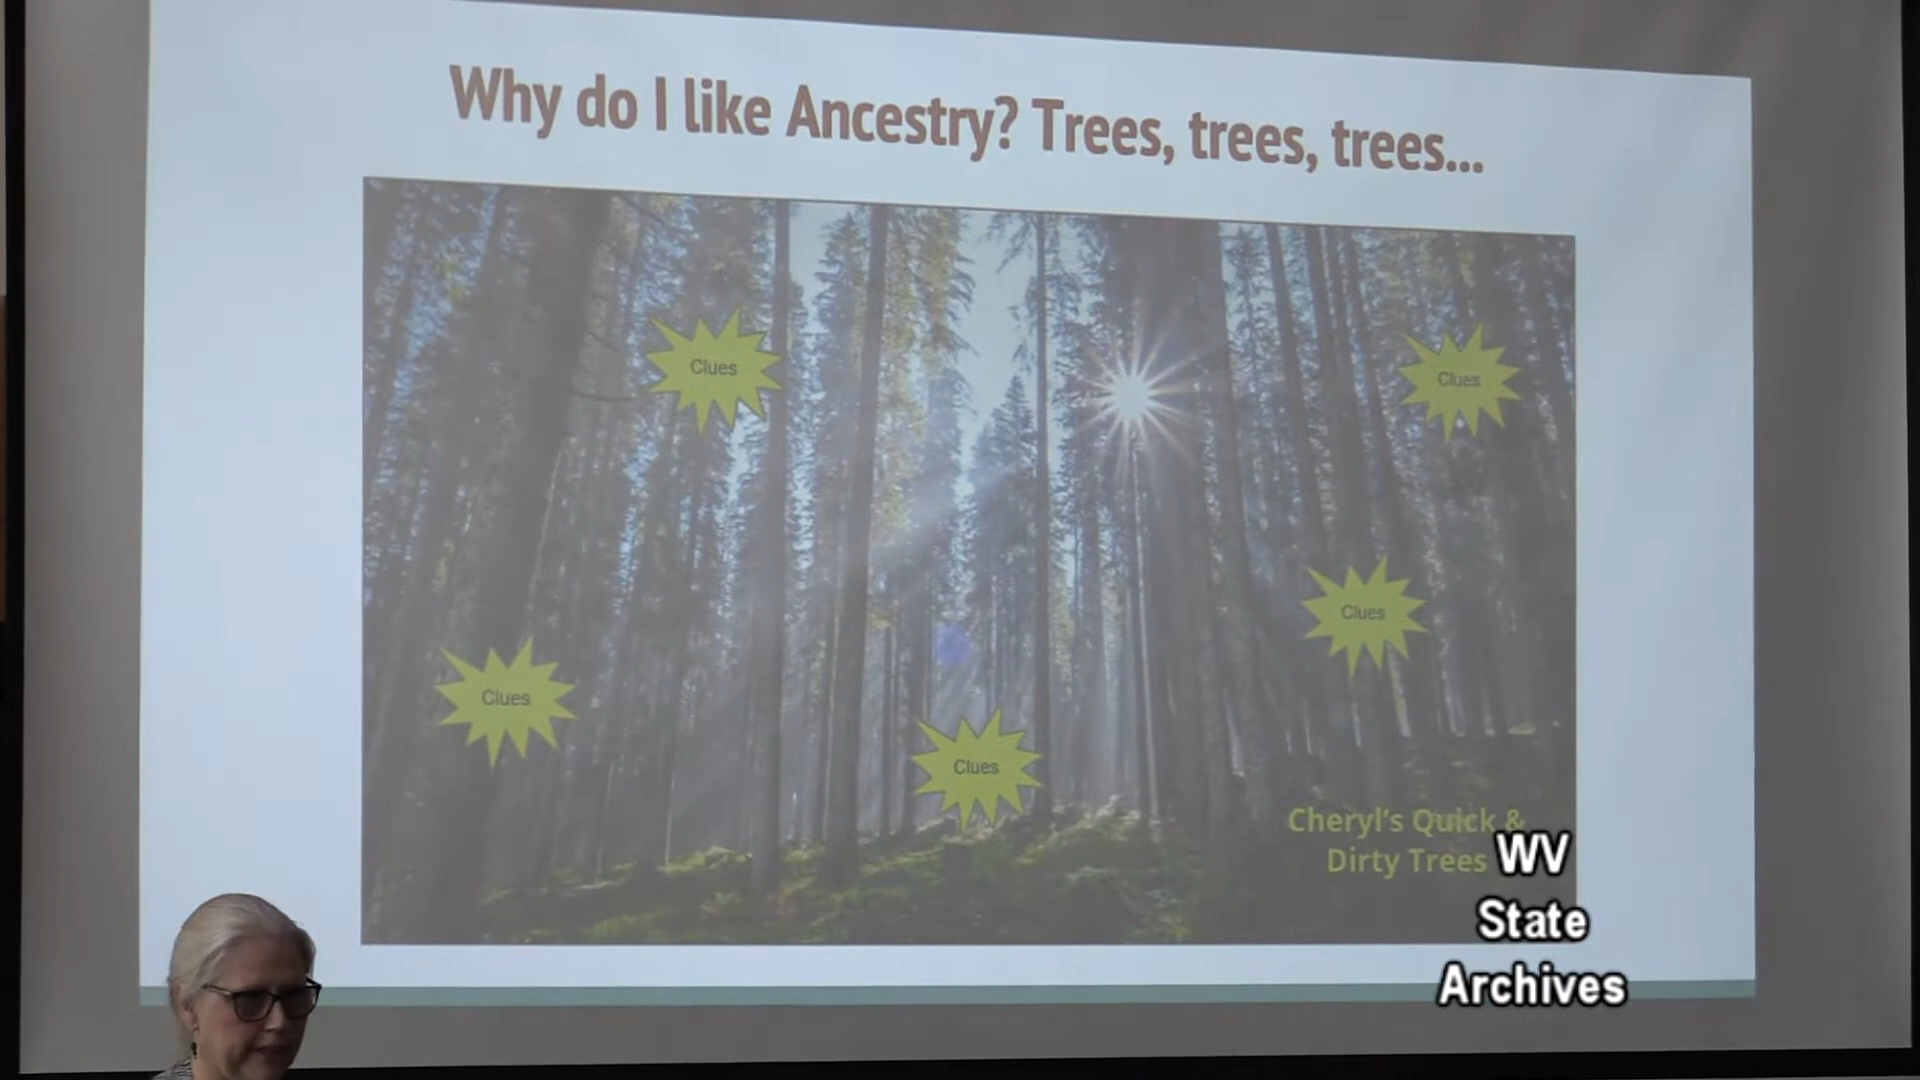 Why do I like Ancestry? Trees, trees, trees...
Clues
Clues
Clues
Clues
Clues
Cheryl's Quick &
Dirty Trees
WV
State
Archives